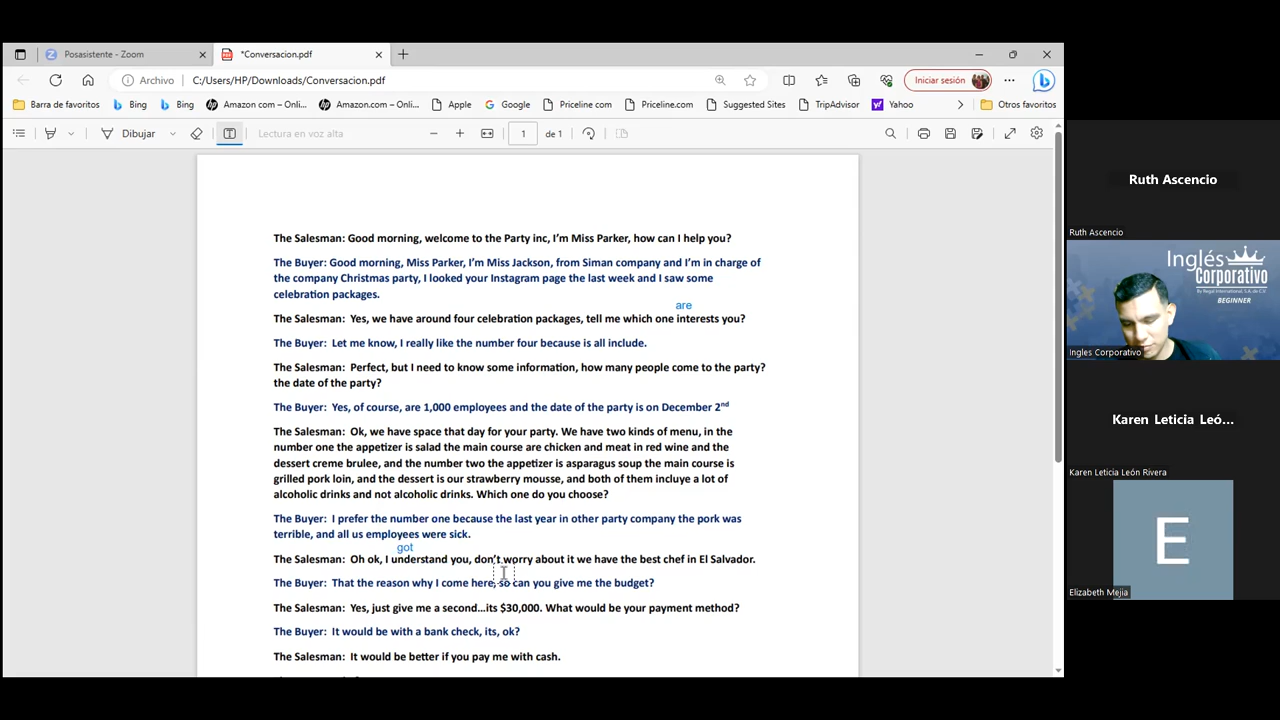 Posasistente - Zoom
*Conversacion.pdf
Archivo
C:/Users/HP/Downloads/Conversacion.pdf
Iniciar sesión
Barra de favoritos
Bing
Bing
Amazon com – Onli...
Amazon.com – Onli...
Apple
Google
Priceline.com
Priceline.com
Suggested Sites
TripAdvisor
Yahoo
Otros favoritos
Dibujar
Lectura en voz alta
1
de 1
The Salesman: Good morning, welcome to the Party inc, I'm Miss Parker, how can I help you?
The Buyer: Good morning, Miss Parker, I'm Miss Jackson, from Siman company and I'm in charge of
the company Christmas party, I looked your Instagram page the last week and I saw some
celebration packages.
are
The Salesman: Yes, we have around four celebration packages, tell me which one interests you?
The Buyer: Let me know, I really like the number four because is all include.
The Salesman: Perfect, but I need to know some information, how many people come to the party?
the date of the party?
The Buyer: Yes, of course, are 1,000 employees and the date of the party is on December 2nd
The Salesman: Ok, we have space that day for your party. We have two kinds of menu, in the
number one the appetizer is salad the main course are chicken and meat in red wine and the
dessert creme brulee, and the number two the appetizer is asparagus soup the main course is
grilled pork loin, and the dessert is our strawberry mousse, and both of them incluye a lot of
alcoholic drinks and not alcoholic drinks. Which one do you choose?
The Buyer: I prefer the number one because the last year in other party company the pork was
terrible, and all us employees were sick.
got
The Salesman: Oh ok, I understand you, don't worry about it we have the best chef in El Salvador.
The Buyer: That the reason why I come here, so can you give me the budget?
The Salesman: Yes, just give me a second...its $30,000. What would be your payment method?
The Buyer: It would be with a bank check, its, ok?
The Salesman: It would be better if you pay me with cash.
Ruth Ascencio
Ruth Ascencio
Inglés
Corporativo
By Regal International, S.A. de C.V.
BEGINNER
Ingles Corporativo
Karen Leticia Leó...
Karen Leticia León Rivera
E
Elizabeth Mejia